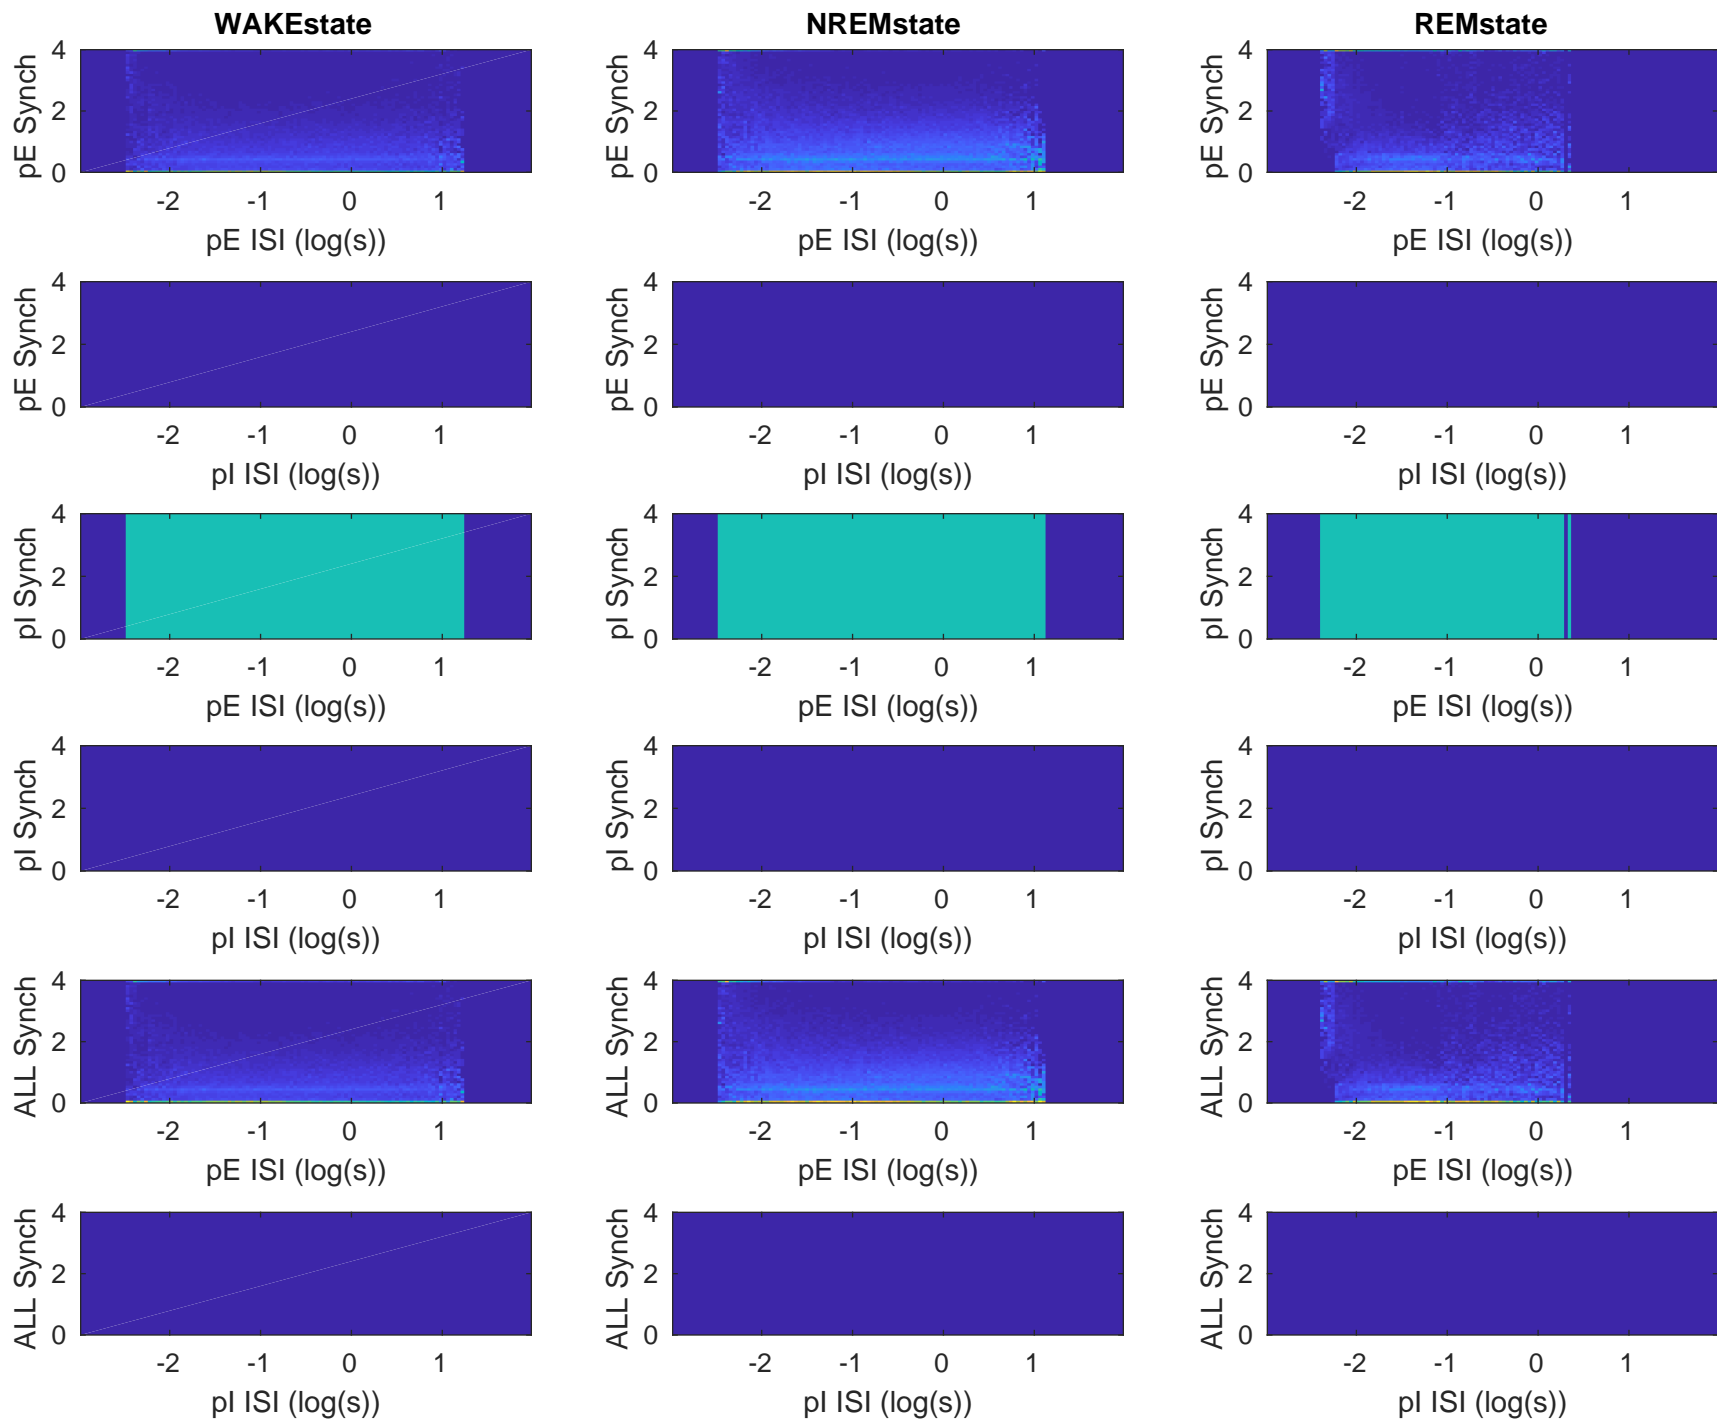 WAKEstate NREMstate REMstate
pE Synch 4 2 0 pE Synch 4 2 0 pE Synch 4 2 0
-2 -1 0 1 -2 -1 0 1 -2 -1 0 1
pE ISI (log(s)) pE ISI (log(s)) pE ISI (log(s))
pE Synch 4 2 0 pE Synch 4 2 0 pE Synch 4 2 0
-2 -1 0 1 -2 -1 0 1 -2 -1 0 1
pI ISI (log(s)) pI ISI (log(s)) pI ISI (log(s))
pI Synch 4 2 0 pI Synch 4 2 0 pI Synch 4 2 0
-2 -1 0 1 -2 -1 0 1 -2 -1 0 1
pE ISI (log(s)) pE ISI (log(s)) pE ISI (log(s))
pI Synch 4 2 0 pI Synch 4 2 0 pI Synch 4 2 0
-2 -1 0 1 -2 -1 0 1 -2 -1 0 1
pI ISI (log(s)) pI ISI (log(s)) pI ISI (log(s))
ALL Synch 4 2 0 ALL Synch 4 2 0 ALL Synch 4 2 0
-2 -1 0 1 -2 -1 0 1 -2 -1 0 1
pE ISI (log(s)) pE ISI (log(s)) pE ISI (log(s))
ALL Synch 4 2 0 ALL Synch 4 2 0 ALL Synch 4 2 0
-2 -1 0 1 -2 -1 0 1 -2 -1 0 1
pI ISI (log(s)) pI ISI (log(s)) pI ISI (log(s))